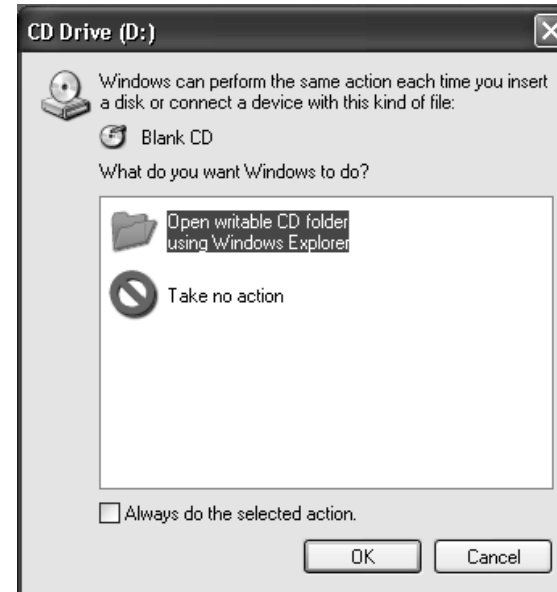 CD Drive (D:)
Windows can perform the same action each time you insert
a disk or connect a device with this kind of file:
Blank CD
What do you want Windows to do?
Open writable CD folder
using Windows Explorer
Take no action
Always do the selected action.
OK
Cancel